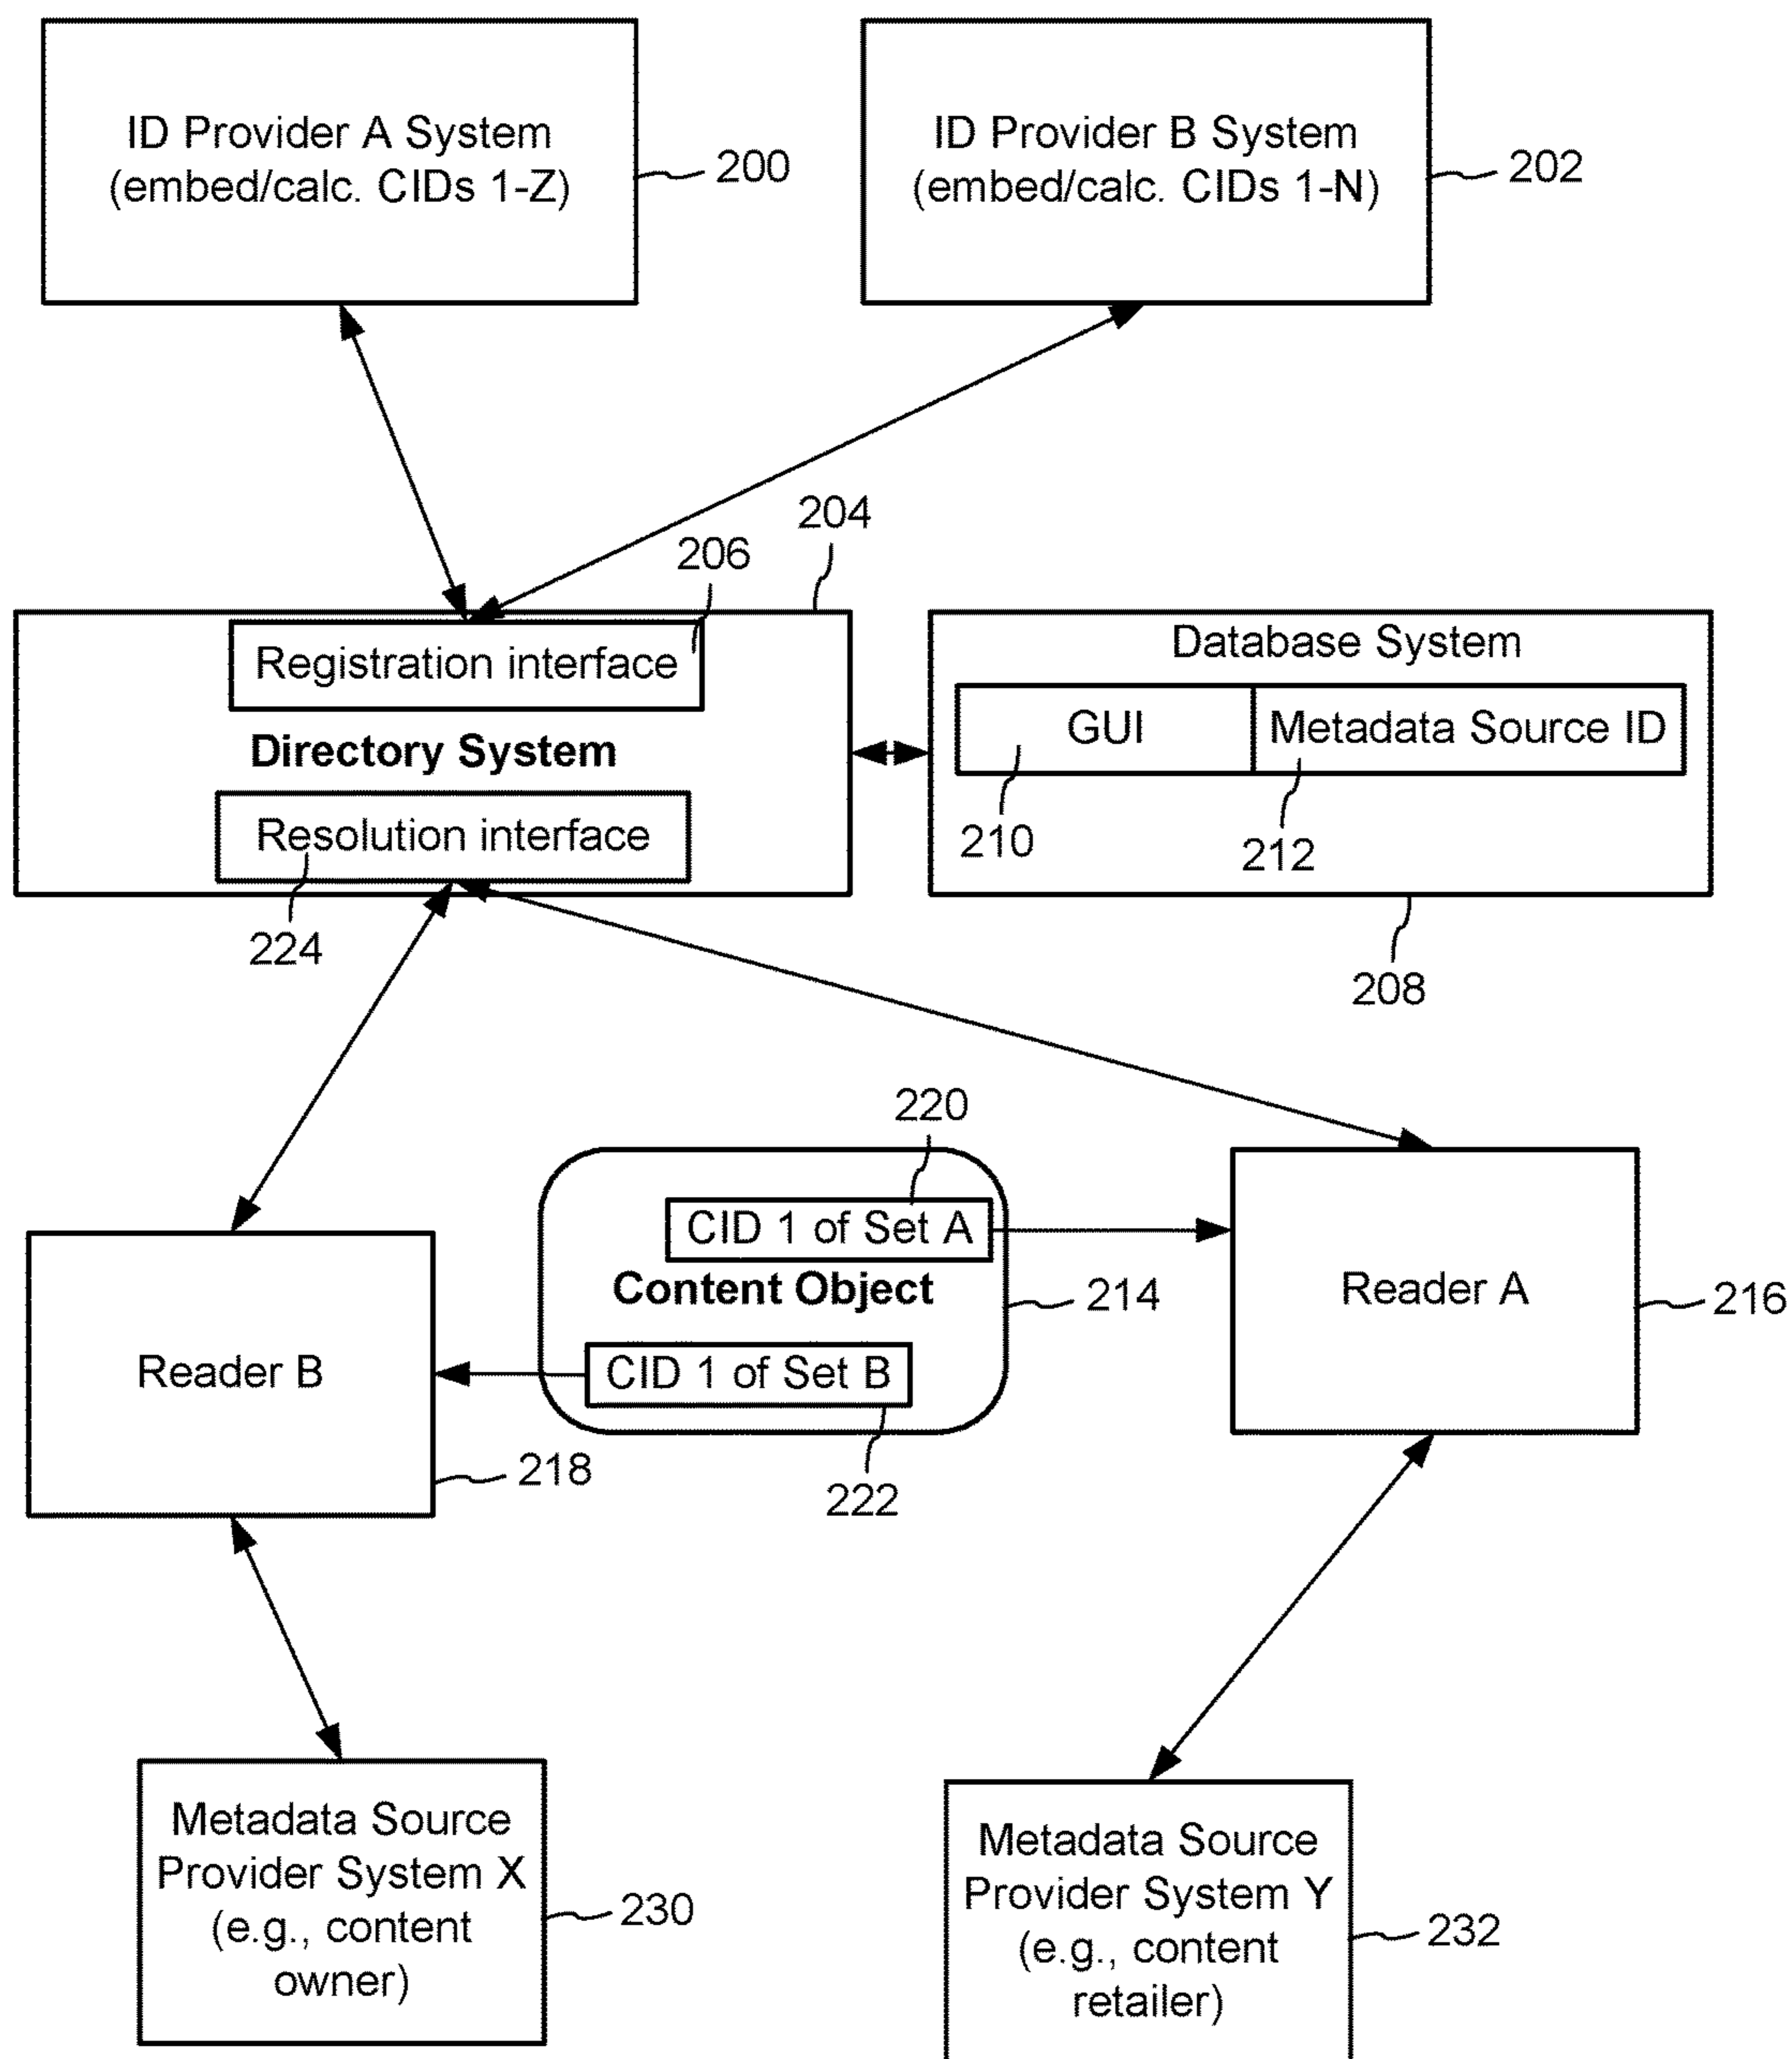 ID Provider A System
(embed/calc. CIDs 1-Z)
200
ID Provider B System
(embed/calc. CIDs 1-N)
202
204
206
Registration interface
Directory System
Resolution interface
224
Database System
GUI
Metadata Source ID
210
212
208
220
CID 1 of Set A
Content Object
214
CID 1 of Set B
222
Reader A
216
Reader B
218
Metadata Source
Provider System X
(e.g., content
owner)
230
Metadata Source
Provider System Y
(e.g., content
retailer)
232